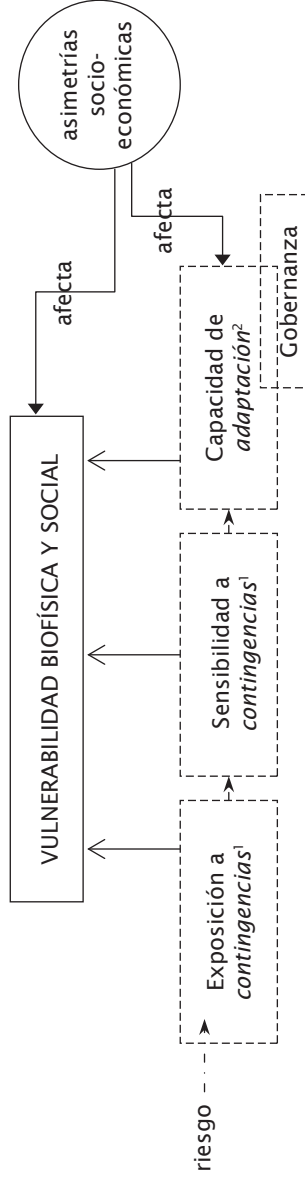 VULNERABILIDAD BIOFÍSICA Y SOCIAL
asimetrías
socio-
económicas
afecta
afecta
riesgo
Exposición a
contingencias¹
Sensibilidad a
contingencias¹
Capacidad de
adaptación²
Gobernanza